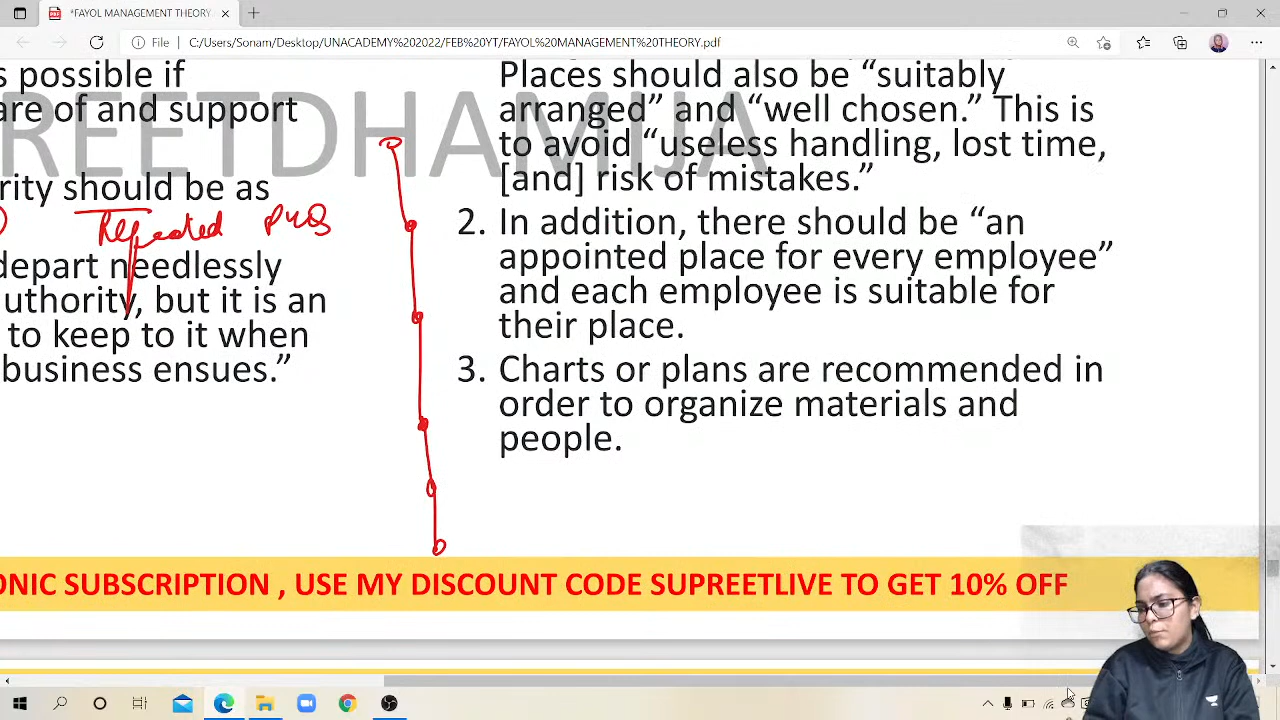 *FAYOL MANAGEMENT THEORY
File
C:/Users/Sonam/Desktop/UNACADEMY%202022/FEB%20YT/FAYOL%20MANAGEMENT%20THEORY.pdf
REETDHAMIJA
s possible if
are of and support
rity should be as
Repeated PYQs
depart needlessly
uthority, but it is an
to keep to it when
business ensues.”
Places should also be “suitably
arranged” and “well chosen.” This is
to avoid “useless handling, lost time,
[and] risk of mistakes.”
2. In addition, there should be “an
appointed place for every employee”
and each employee is suitable for
their place.
3. Charts or plans are recommended in
order to organize materials and
people.
ONIC SUBSCRIPTION , USE MY DISCOUNT CODE SUPREETLIVE TO GET 10% OFF